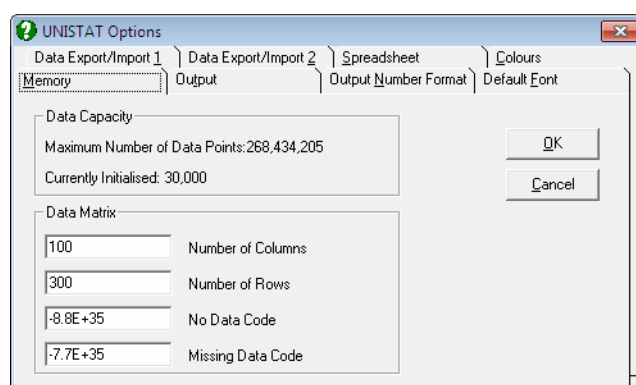 UNISTAT Options
Data Export/Import 1 Data Export/Import 2 Spreadsheet Colours
Memory Output Output Number Format Default Font
Data Capacity
Maximum Number of Data Points:268,434,205
OK
Currently Initialised: 30,000
Cancel
Data Matrix
100 Number of Columns
300 Number of Rows
-8.8E+35 No Data Code
-7.7E+35 Missing Data Code